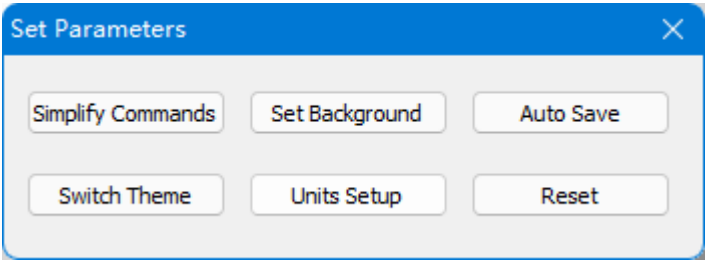 Set Parameters
Simplify Commands Set Background Auto Save
Switch Theme Units Setup Reset